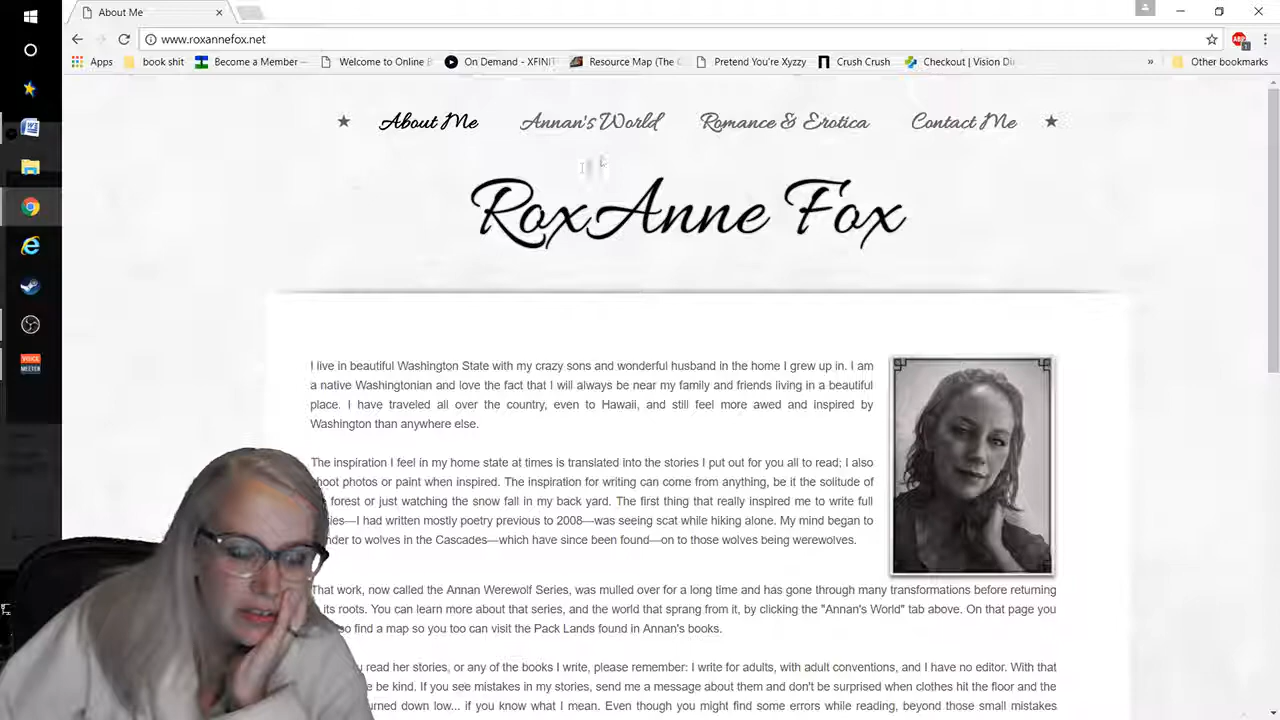 About Me
www.roxannefox.net
Apps book shit Become a Member Welcome to Online On Demand - XFINIT Resource Map (The Pretend You're Xyzzy Crush Crush Checkout | Vision Di » Other bookmarks
★ About Me Annan's World Romance & Erotica Contact Me ★
RoxAnne Fox
I live in beautiful Washington State with my crazy sons and wonderful husband in the home I grew up in. I am
a native Washingtonian and love the fact that I will always be near my family and friends living in a beautiful
place. I have traveled all over the country, even to Hawaii, and still feel more awed and inspired by
Washington than anywhere else.
The inspiration I feel in my home state at times is translated into the stories I put out for you all to read; I also
hoot photos or paint when inspired. The inspiration for writing can come from anything, be it the solitude of
forest or just watching the snow fall in my back yard. The first thing that really inspired me to write full
ies—I had written mostly poetry previous to 2008—was seeing scat while hiking alone. My mind began to
nder to wolves in the Cascades—which have since been found—on to those wolves being werewolves.
That work, now called the Annan Werewolf Series, was mulled over for a long time and has gone through many transformations before returning
its roots. You can learn more about that series, and the world that sprang from it, by clicking the "Annan's World" tab above. On that page you
so find a map so you too can visit the Pack Lands found in Annan's books.
read her stories, or any of the books I write, please remember: I write for adults, with adult conventions, and I have no editor. With that
e be kind. If you see mistakes in my stories, send me a message about them and don't be surprised when clothes hit the floor and the
urned down low... if you know what I mean. Even though you might find some errors while reading, beyond those small mistakes